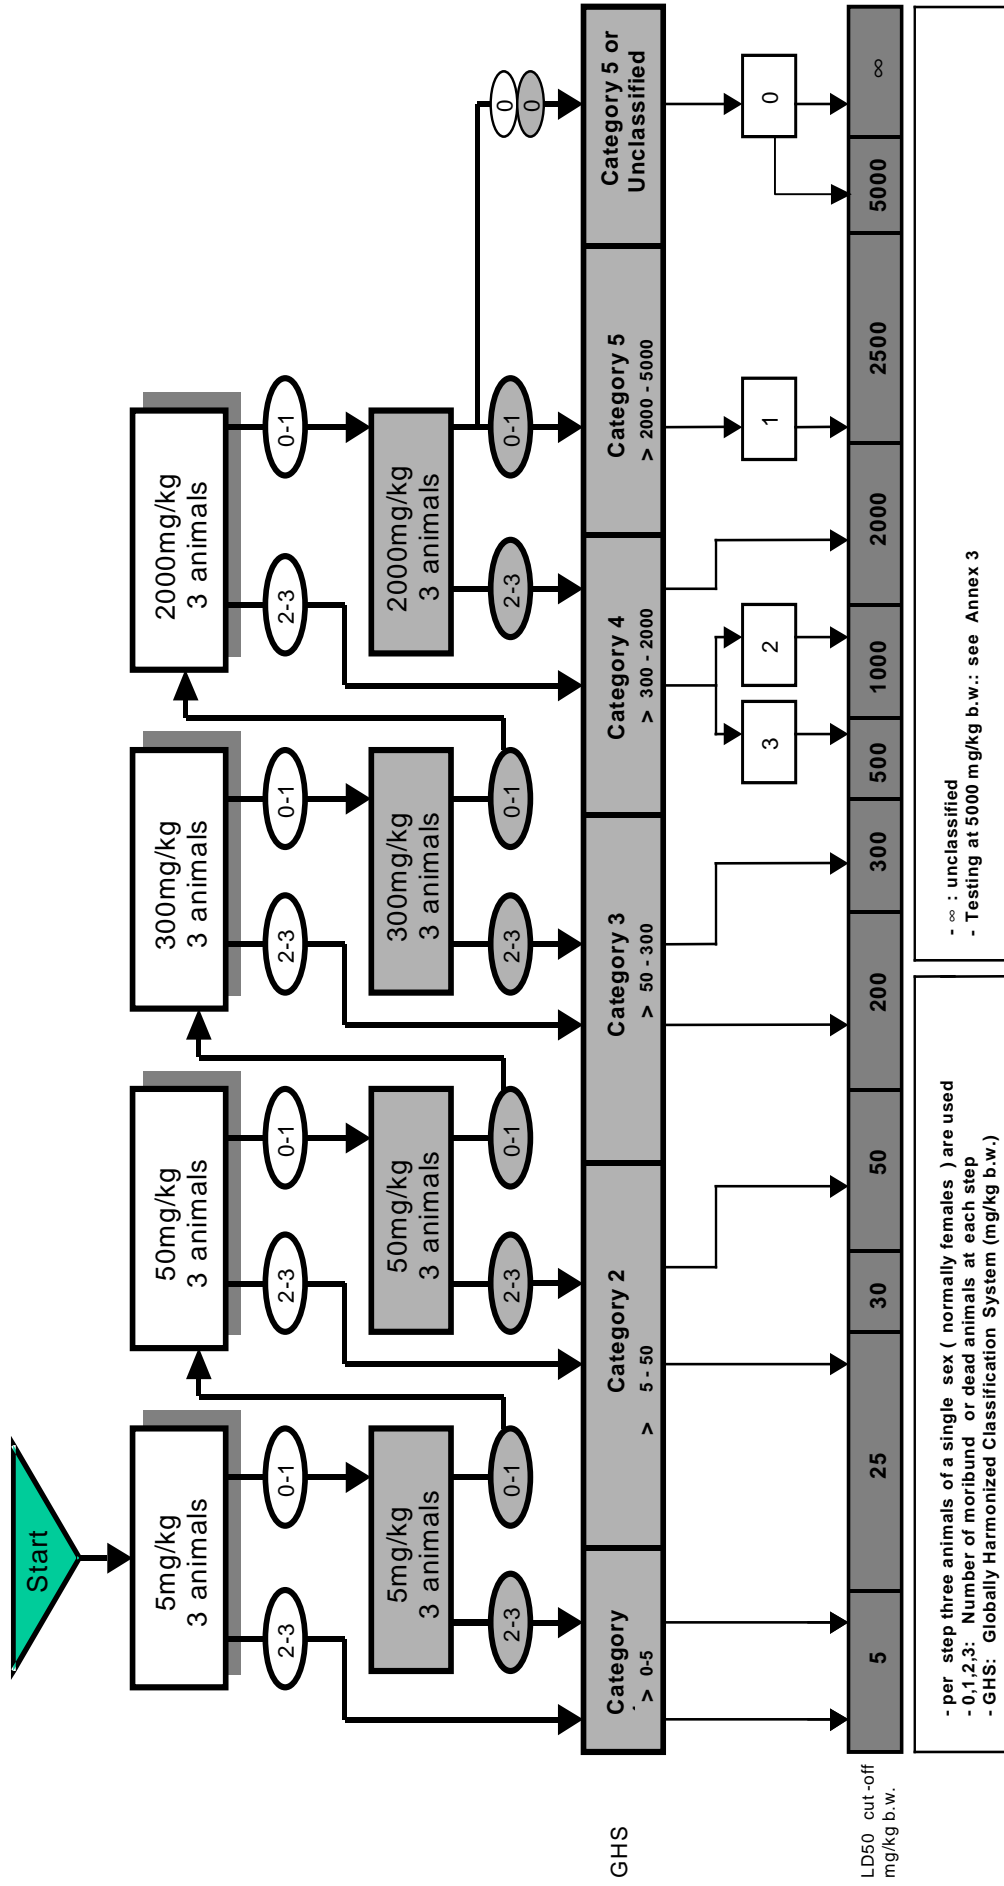 Start
5mg/kg
3 animals
50mg/kg
3 animals
300mg/kg
3 animals
2000mg/kg
3 animals
2-3
0-1
2-3
0-1
2-3
0-1
2-3
0-1
5mg/kg
3 animals
50mg/kg
3 animals
300mg/kg
3 animals
2000mg/kg
3 animals
2-3
0-1
2-3
0-1
2-3
0-1
2-3
0-1
0
0
GHS
Category
> 0-5
Category 2
> 5 - 50
Category 3
> 50 - 300
Category 4
> 300 - 2000
Category 5
> 2000 - 5000
Category 5 or
Unclassified
3
2
1
0
LD50 cut-off
mg/kg b.w.
5
25
30
50
200
300
500
1000
2000
2500
5000
∞
- per step three animals of a single sex ( normally females ) are used
- 0,1,2,3: Number of moribund or dead animals at each step
- GHS: Globally Harmonized Classification System (mg/kg b.w.)
- ∞ : unclassified
- Testing at 5000 mg/kg b.w.: see Annex 3